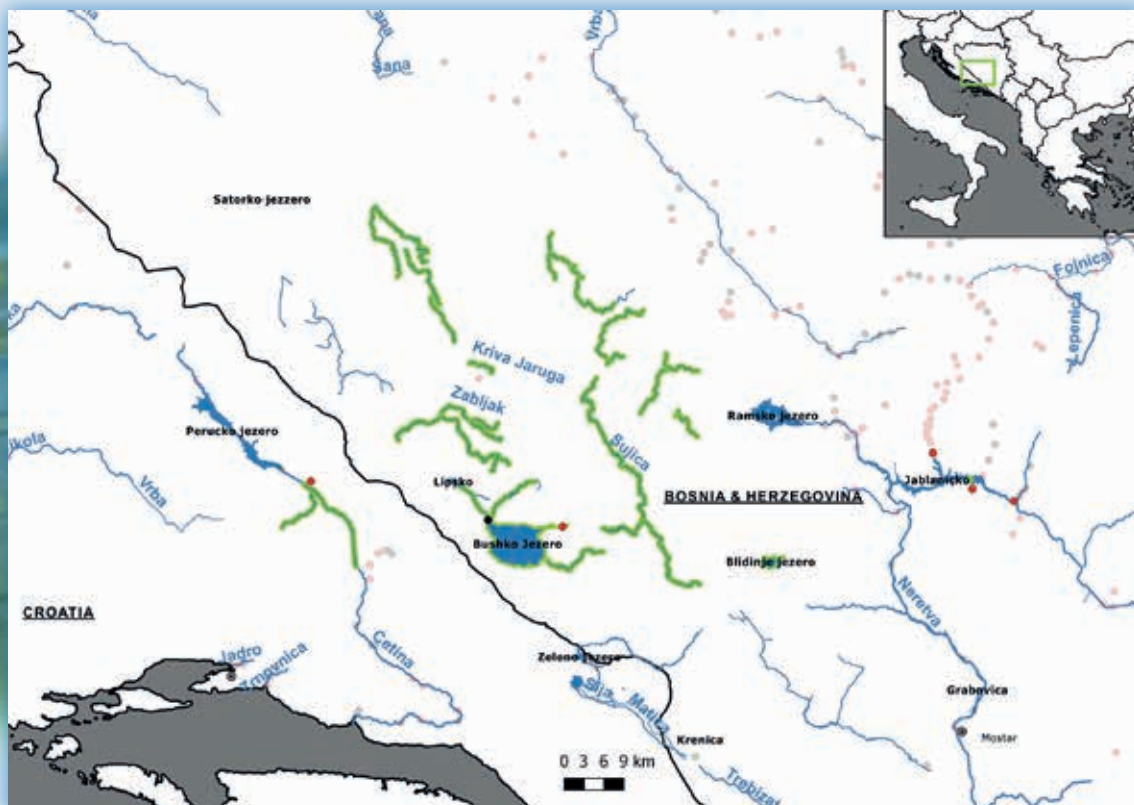 Sana
Vrba
Satorko jezzero
Fojnica
Lepenica
Kriva Jaruga
Zabljak
Perucko jezero
Ramsko jezero
Sujica
Vrba
Lipsko
Jablanicko
BOSNIA & HERZEGOVINA
Bushko Jezero
Blidinje jezero
CROATIA
Neretva
Cetina
Jadro
Trnovnica
Zeleno jezero
Sija
Matica
Grabovica
Krenica
Mostar
0 3 6 9 km
Trebizat